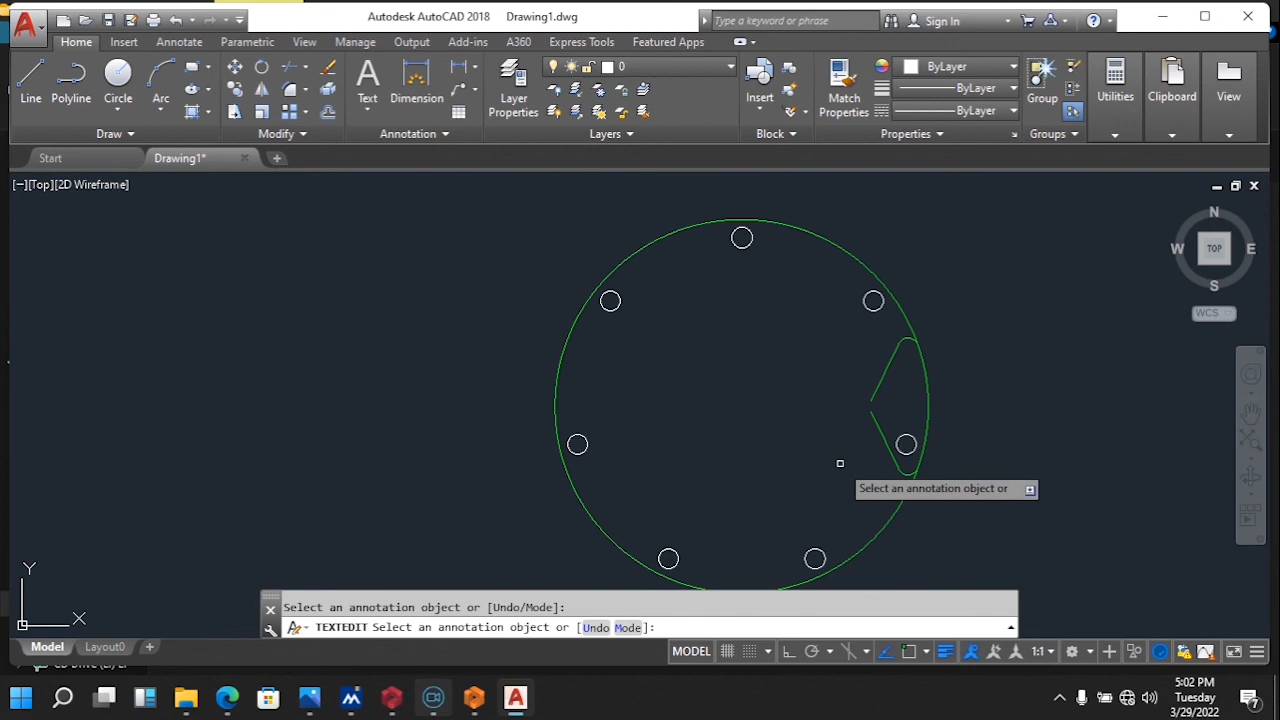 Autodesk AutoCAD 2018 Drawing1.dwg
Type a keyword or phrase
Sign In
Home Insert Annotate Parametric View Manage Output Add-ins A360 Express Tools Featured Apps
Line Polyline Circle Arc
Text Dimension
Layer Properties
0
Insert
Match Properties
ByLayer
ByLayer
ByLayer
Group
Utilities
Clipboard
View
Draw Modify Annotation Layers Block Properties Groups
Start Drawing1*
[−][Top][2D Wireframe]
N
W TOP E
S
WCS
Select an annotation object or
Y
X
Select an annotation object or [Undo/Mode]:
TEXTEDIT Select an annotation object or [Undo Mode]:
Model Layout0
MODEL
1:1
5:02 PM
Tuesday
3/29/2022
7